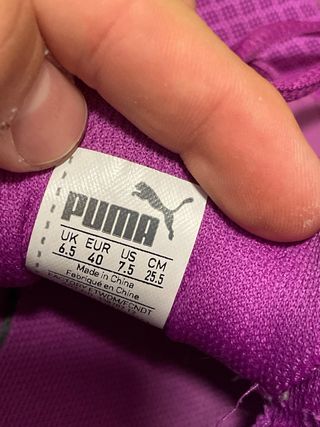 PUMA
UK EUR US CM
6.5 40 7.5 25.5
Made in China
Fabriqué en Chine